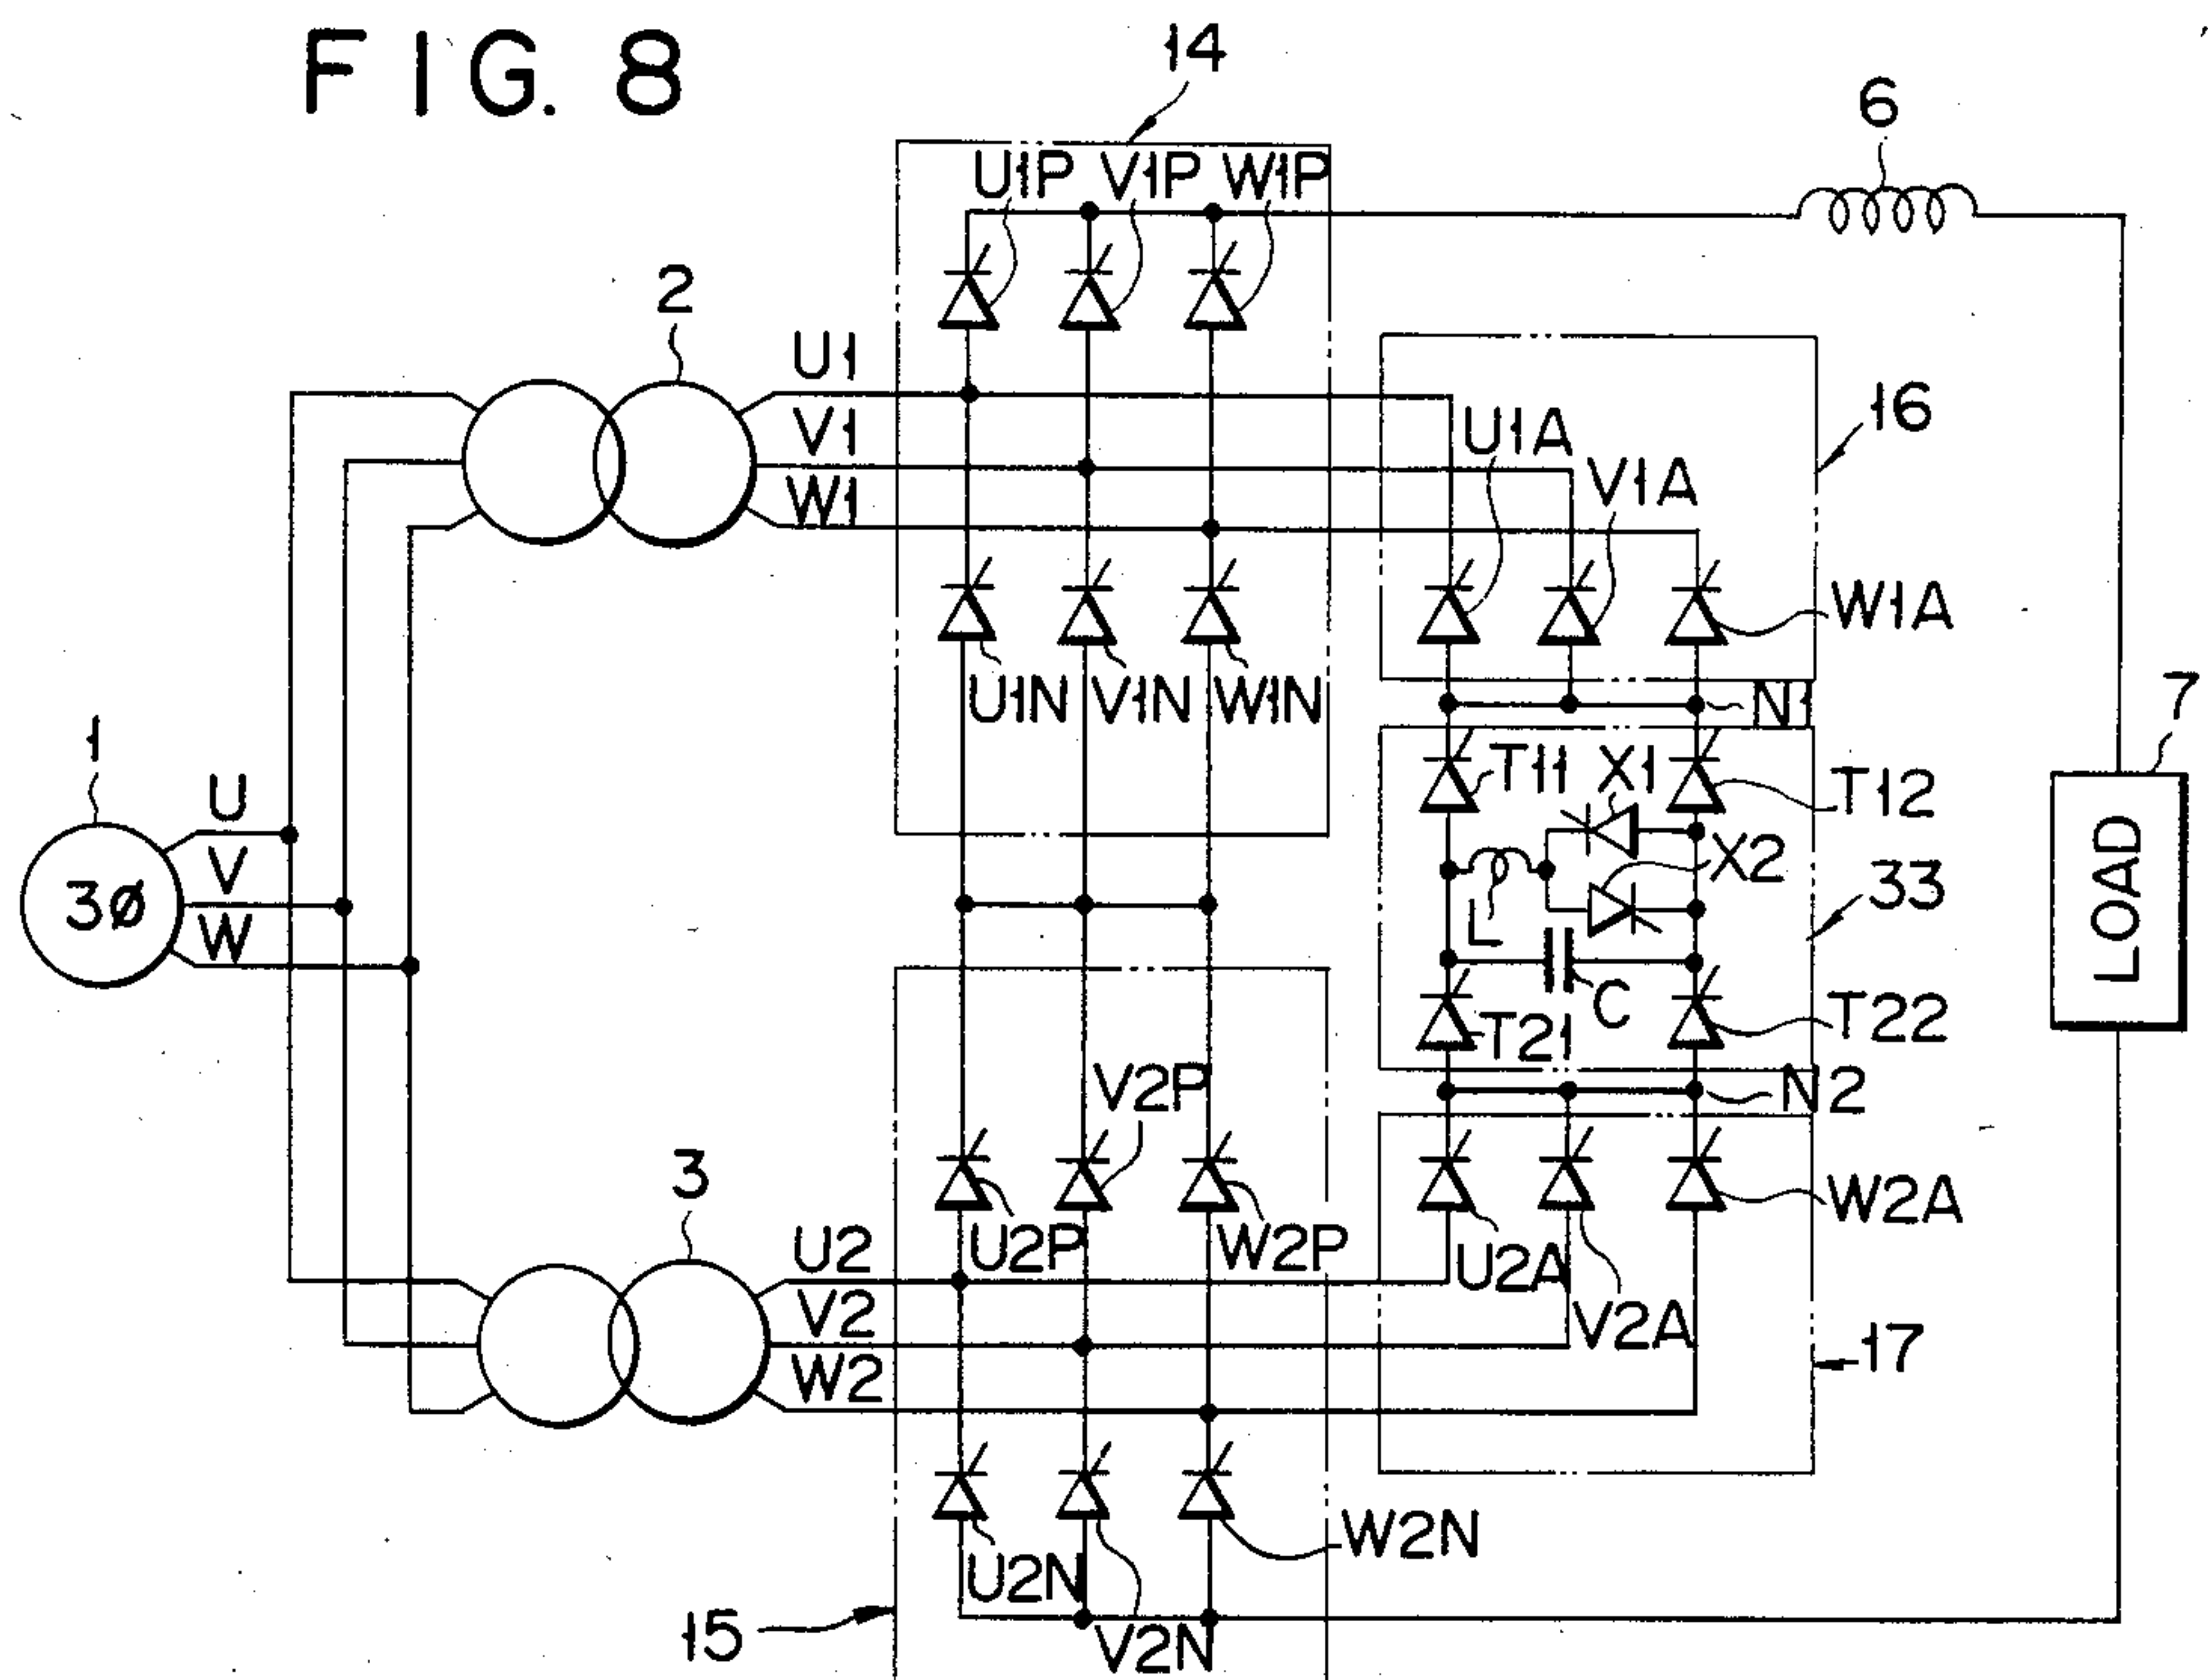 FIG. 8
14
6
U1P V1P W1P
2
U1
V1
W1
16
U1A
V1A
W1A
U1N V1N W1N
N1
7
1
U
V
W
3ø
T11 X1
T12
X2
33
L
C
LOAD
T21
T22
N2
V2P
3
U2
V2
W2
U2P
W2P
U2A
V2A
W2A
17
W2N
U2N
V2N
15